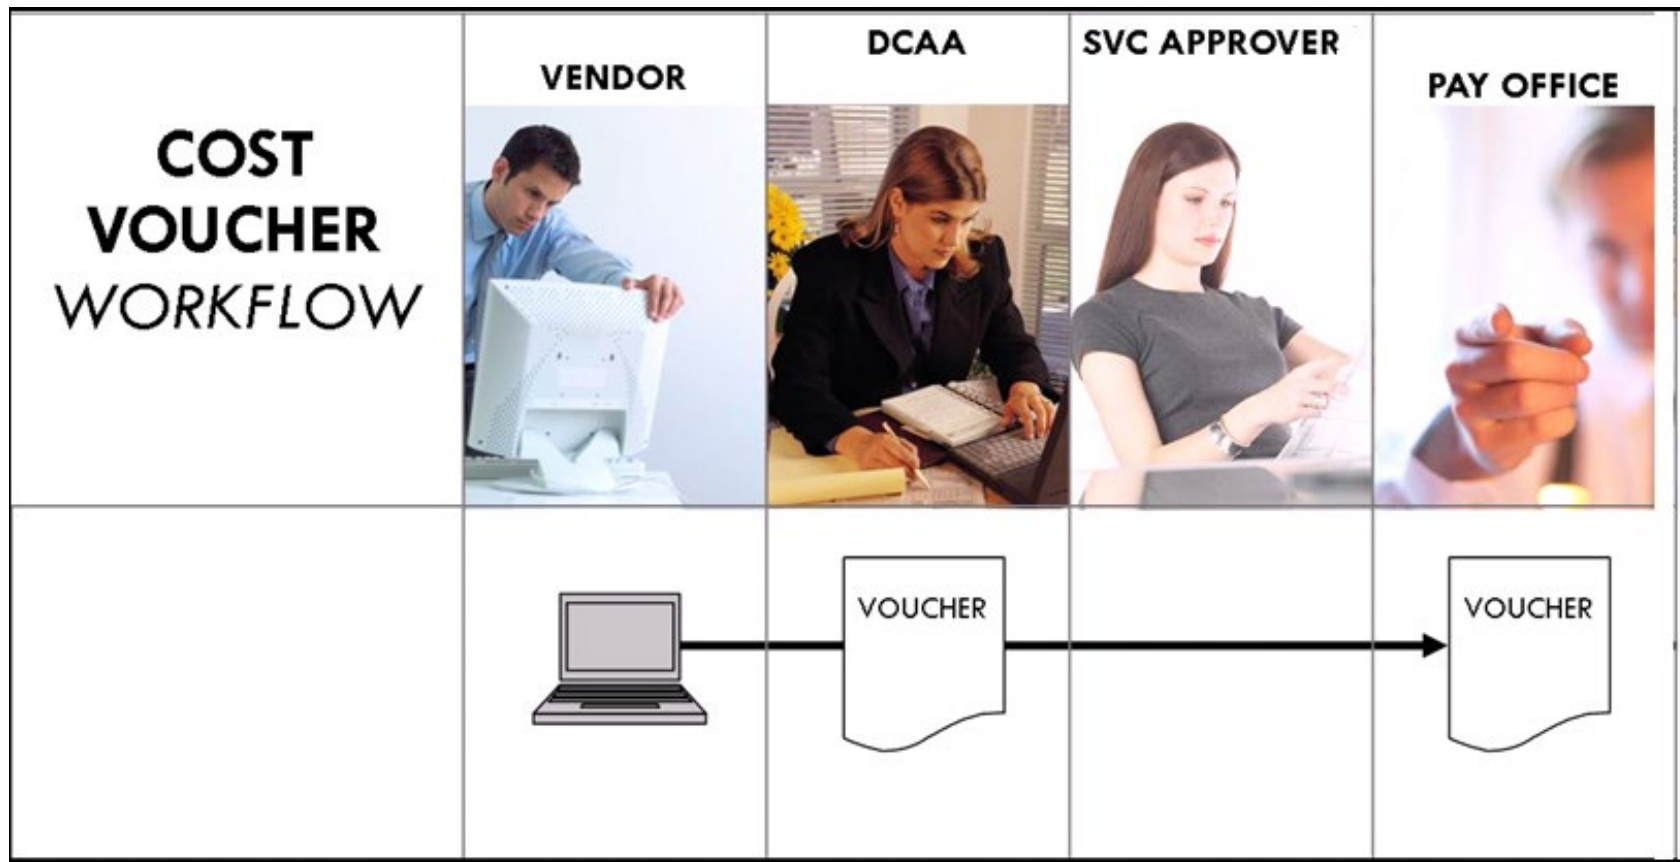 COST
VOUCHER
WORKFLOW
VENDOR
DCAA
SVC APPROVER
PAY OFFICE
VOUCHER
VOUCHER